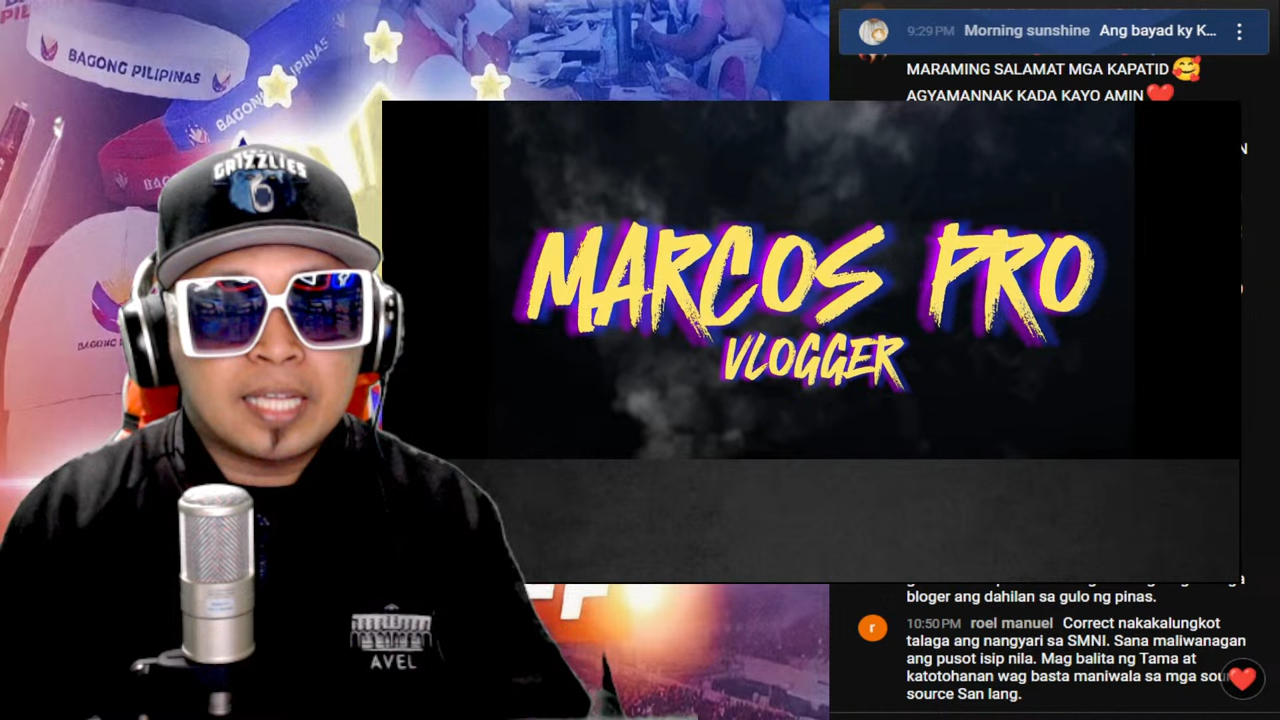 BAGONG PILIPINAS
BAGONG
PILIPINAS
GRIZZLIES
9:29 PM Morning sunshine Ang bayad ky K...
MARAMING SALAMAT MGA KAPATID
AGYAMANNAK KADA KAYO AMIN
MARCOS PRO
VLOGGER
AVEL
bloger ang dahilan sa gulo ng pinas.
r
10:50 PM roel manuel Correct nakakalungkot
talaga ang nangyari sa SMNI. Sana maliwanagan
ang pusot isip nila. Mag balita ng Tama at
katotohanan wag basta maniwala sa mga
source San lang.